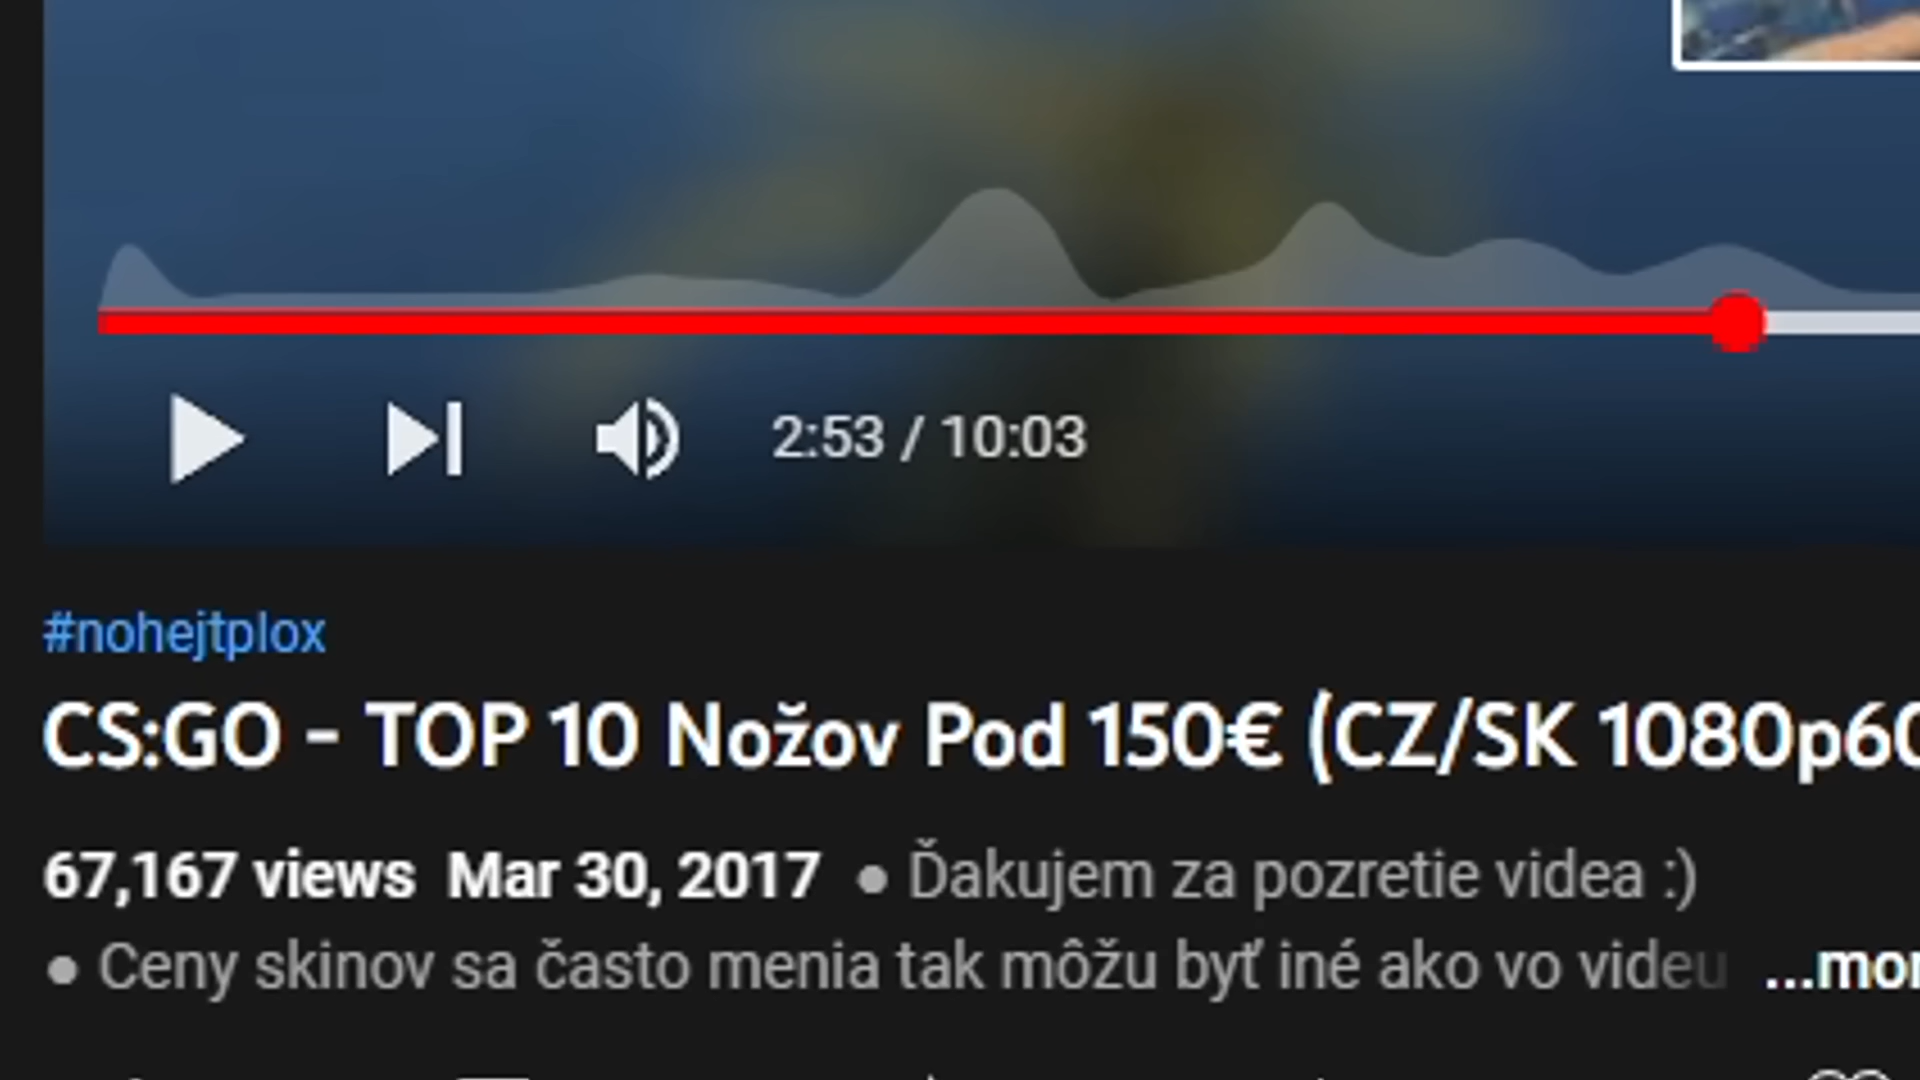 2:53 / 10:03
#nohejtplox
CS:GO - TOP 10 Nožov Pod 150€ (CZ/SK 1080p60
67,167 views Mar 30, 2017 ● Ďakujem za pozretie videa :)
● Ceny skinov sa často menia tak môžu byť iné ako vo videu ...mor